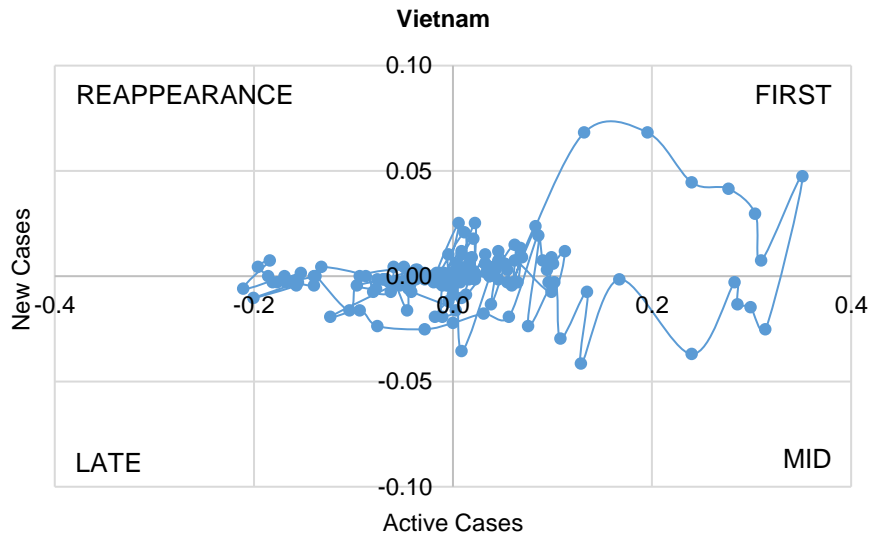 Vietnam
0.10
REAPPEARANCE
FIRST
0.05
New Cases
0.00
-0.4
-0.2
0.0
0.2
0.4
-0.05
LATE
MID
-0.10
Active Cases